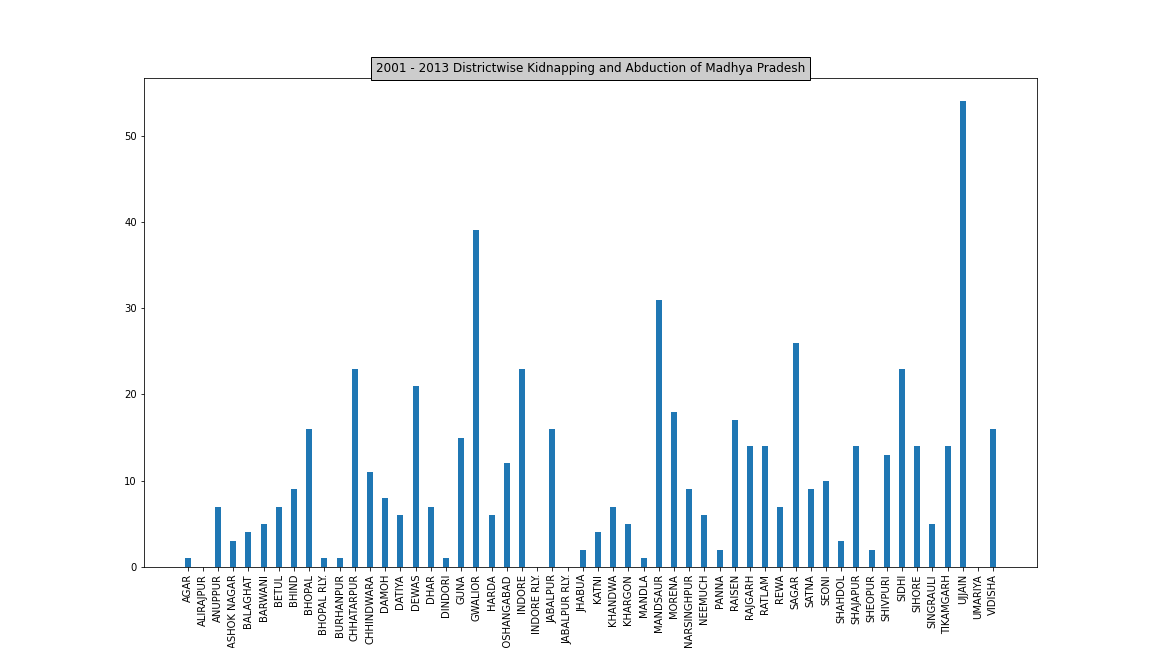 2001 - 2013 Districtwise Kidnapping and Abduction of Madhya Pradesh
50
40
30
20
10
0
AGAR
ALIRAJPUR
ANUPPUR
ASHOK NAGAR
BALAGHAT
BARWANI
BETUL
BHIND
BHOPAL
BHOPAL RLY.
BURHANPUR
CHHATARPUR
CHHINDWARA
DAMOH
DATIYA
DEWAS
DHAR
DINDORI
GUNA
GWALIOR
HARDA
OSHANGABAD
INDORE
INDORE RLY.
JABALPUR
JABALPUR RLY.
JHABUA
KATNI
KHANDWA
KHARGON
MANDLA
MANDSAUR
MORENA
NARSINGHPUR
NEEMUCH
PANNA
RAISEN
RAJGARH
RATLAM
REWA
SAGAR
SATNA
SEONI
SHAHDOL
SHAJAPUR
SHEOPUR
SHIVPURI
SIDHI
SIHORE
SINGRAULI
TIKAMGARH
UJJAIN
UMARIYA
VIDISHA